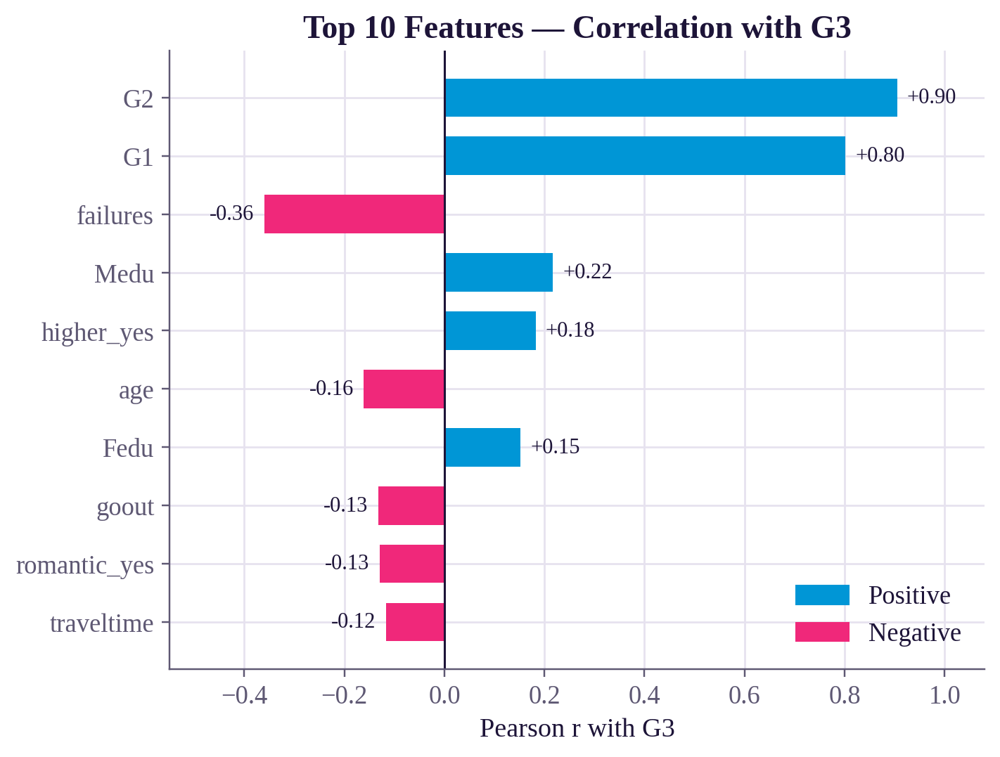 Top 10 Features — Correlation with G3
G2
+0.90
G1
+0.80
failures
-0.36
Medu
+0.22
higher_yes
+0.18
age
-0.16
Fedu
+0.15
goout
-0.13
romantic_yes
-0.13
traveltime
-0.12
Positive
Negative
−0.4 −0.2 0.0 0.2 0.4 0.6 0.8 1.0
Pearson r with G3